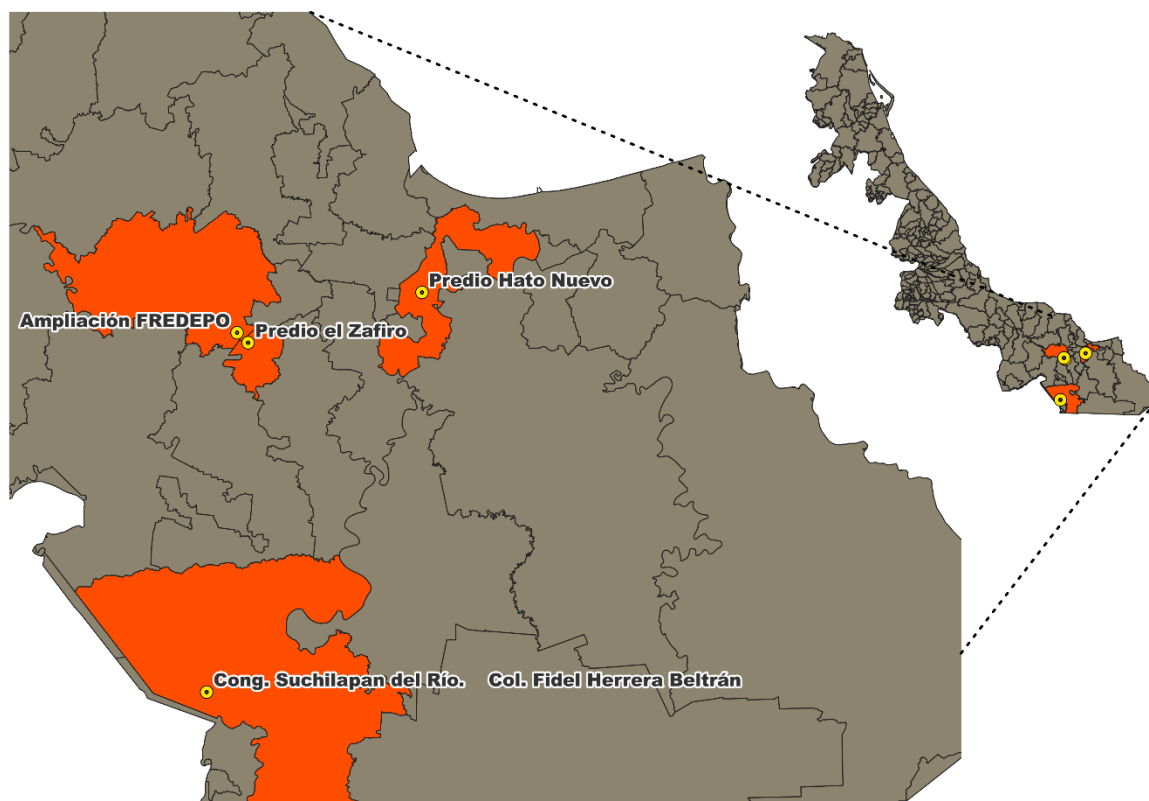 Predio Hato Nuevo
Ampliación FREDEPO
Predio el Zafiro
Cong. Suchilapan del Río. Col. Fidel Herrera Beltrán